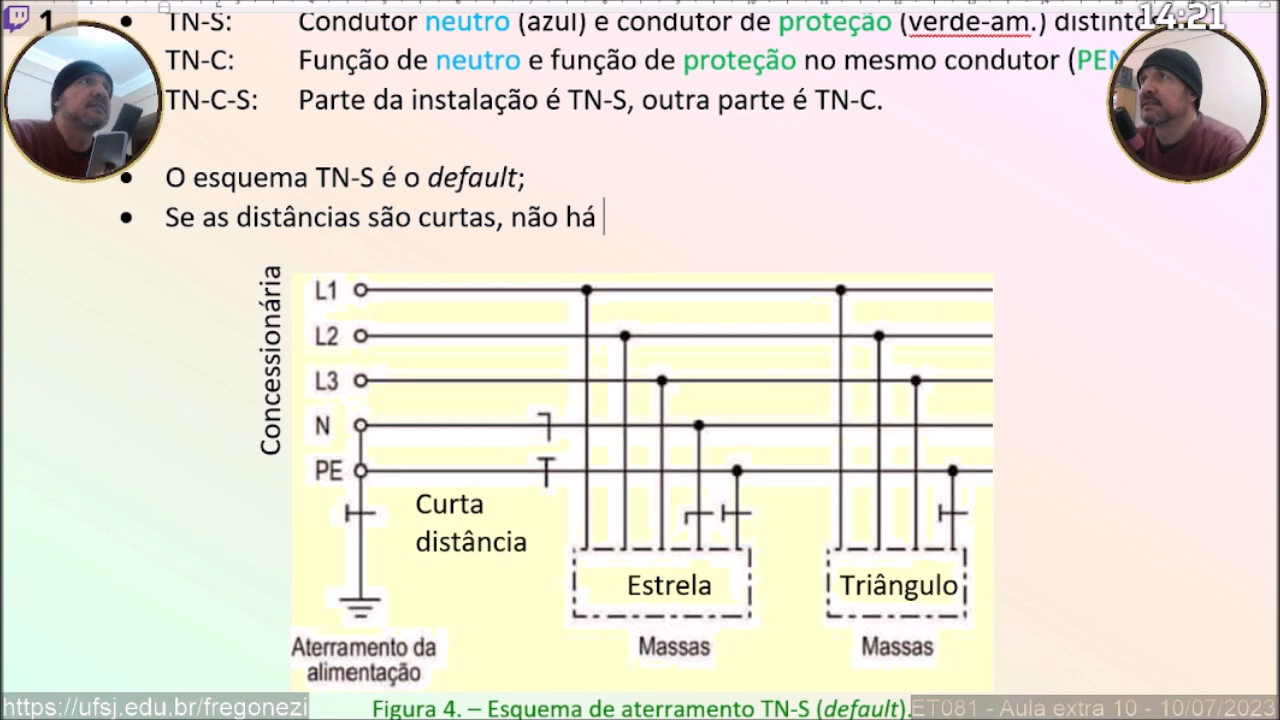 1
14:21
TN-S: Condutor neutro (azul) e condutor de proteção (verde-am.) distint
TN-C: Função de neutro e função de proteção no mesmo condutor (PEN
TN-C-S: Parte da instalação é TN-S, outra parte é TN-C.
• O esquema TN-S é o default;
• Se as distâncias são curtas, não há
Concessionária
L1
L2
L3
N
PE
Curta
distância
Estrela
Triângulo
Aterramento da
alimentação
Massas
Massas
Figura 4. – Esquema de aterramento TN-S (default).
https://ufsj.edu.br/fregonezi
ET081 - Aula extra 10 - 10/07/2023